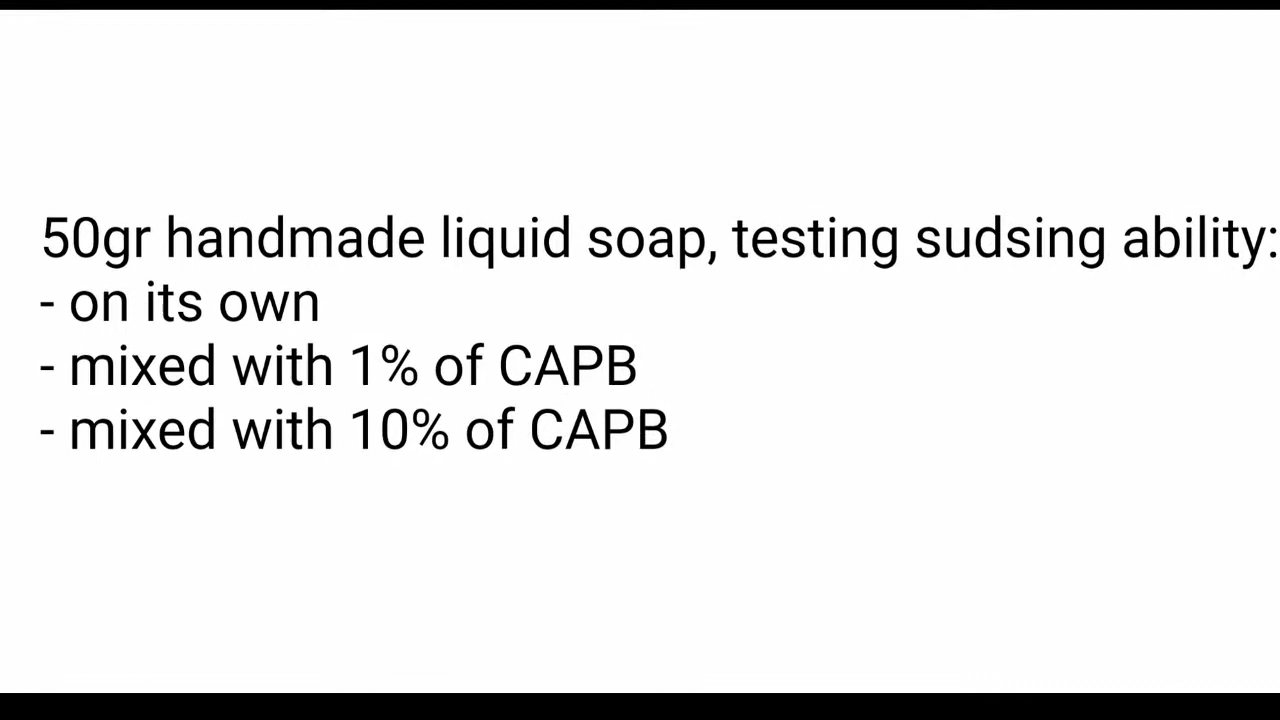 50gr handmade liquid soap, testing sudsing ability:
- on its own
- mixed with 1% of CAPB
- mixed with 10% of CAPB